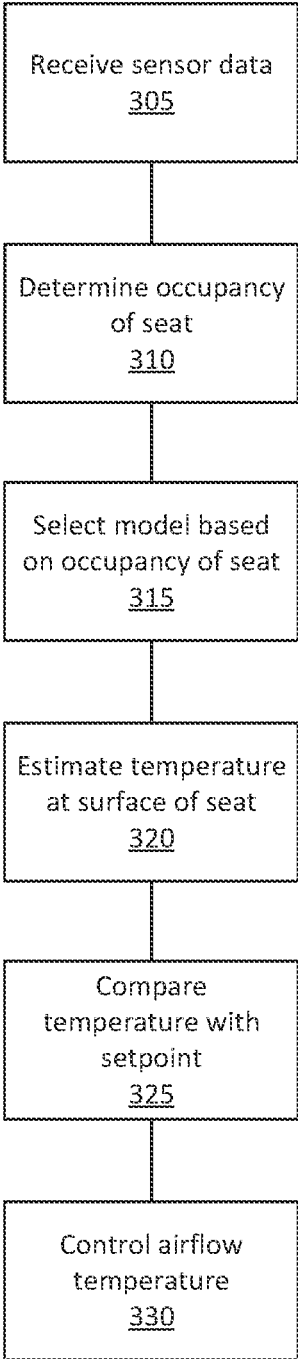 Receive sensor data
305
Determine occupancy
of seat
310
Select model based
on occupancy of seat
315
Estimate temperature
at surface of seat
320
Compare
temperature with
setpoint
325
Control airflow
temperature
330